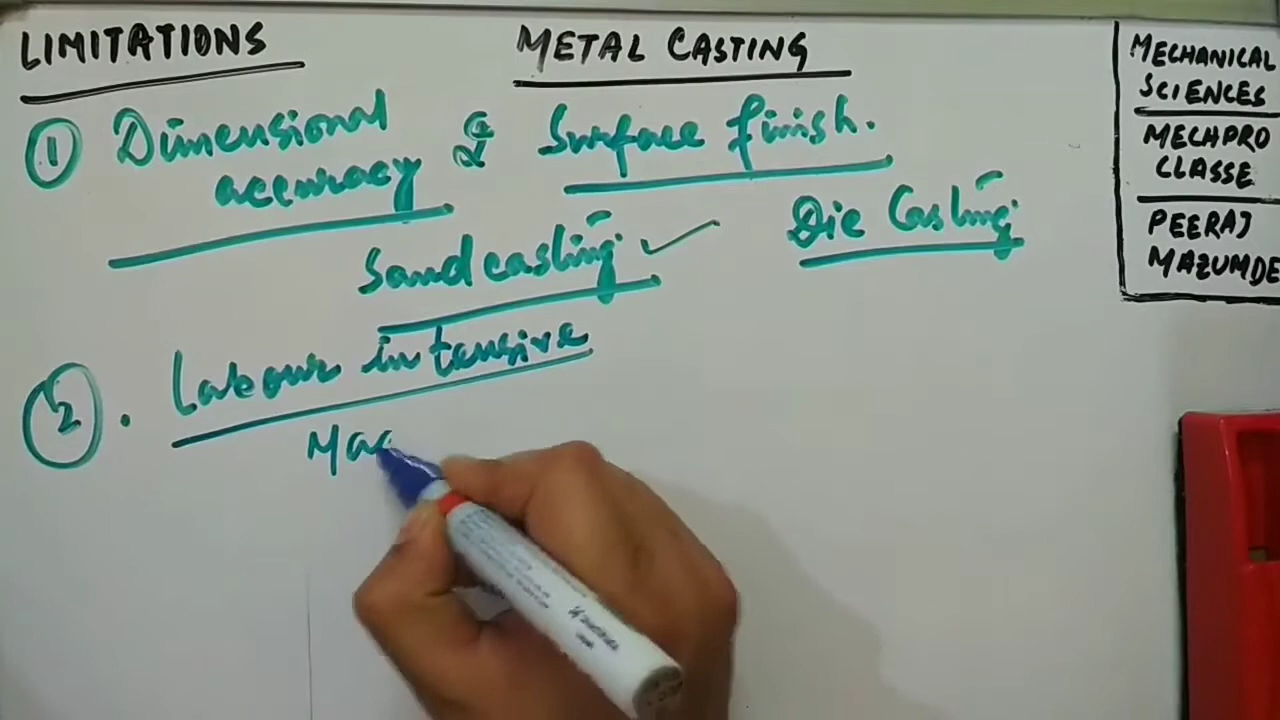 LIMITATIONS
METAL CASTING
① Dimensional accuracy & Surface finish.
Sand casting ✓
Die Casting
② . Labour intensive
Mac
MECHANICAL
SCIENCES
MECHPRO
CLASSE
PEERAJ
MAZUMDE